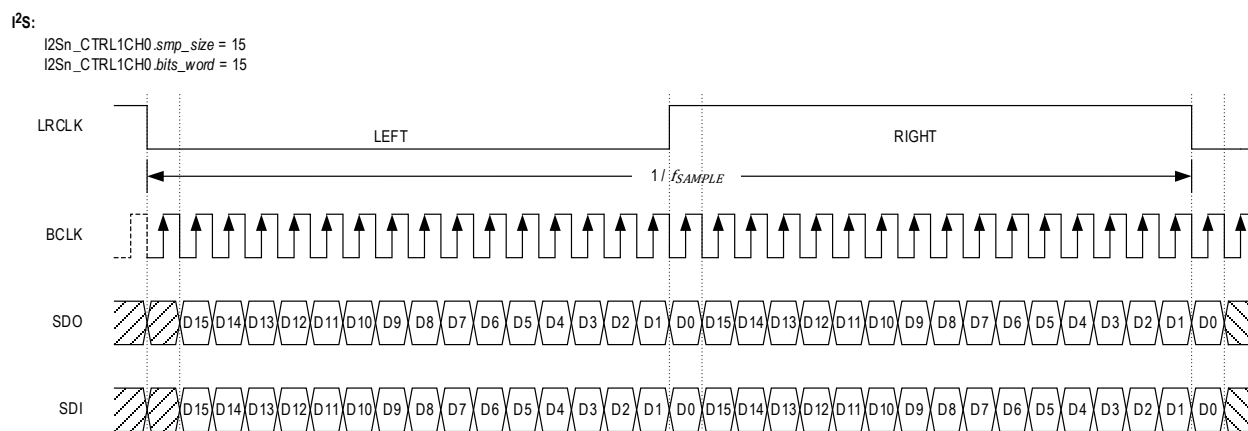 I²S:
I2Sn_CTRL1CH0.smp_size = 15
I2Sn_CTRL1CH0.bits_word = 15
LRCLK LEFT RIGHT
1 / fSAMPLE
BCLK
SDO D15 D14 D13 D12 D11 D10 D9 D8 D7 D6 D5 D4 D3 D2 D1 D0 D15 D14 D13 D12 D11 D10 D9 D8 D7 D6 D5 D4 D3 D2 D1 D0
SDI D15 D14 D13 D12 D11 D10 D9 D8 D7 D6 D5 D4 D3 D2 D1 D0 D15 D14 D13 D12 D11 D10 D9 D8 D7 D6 D5 D4 D3 D2 D1 D0